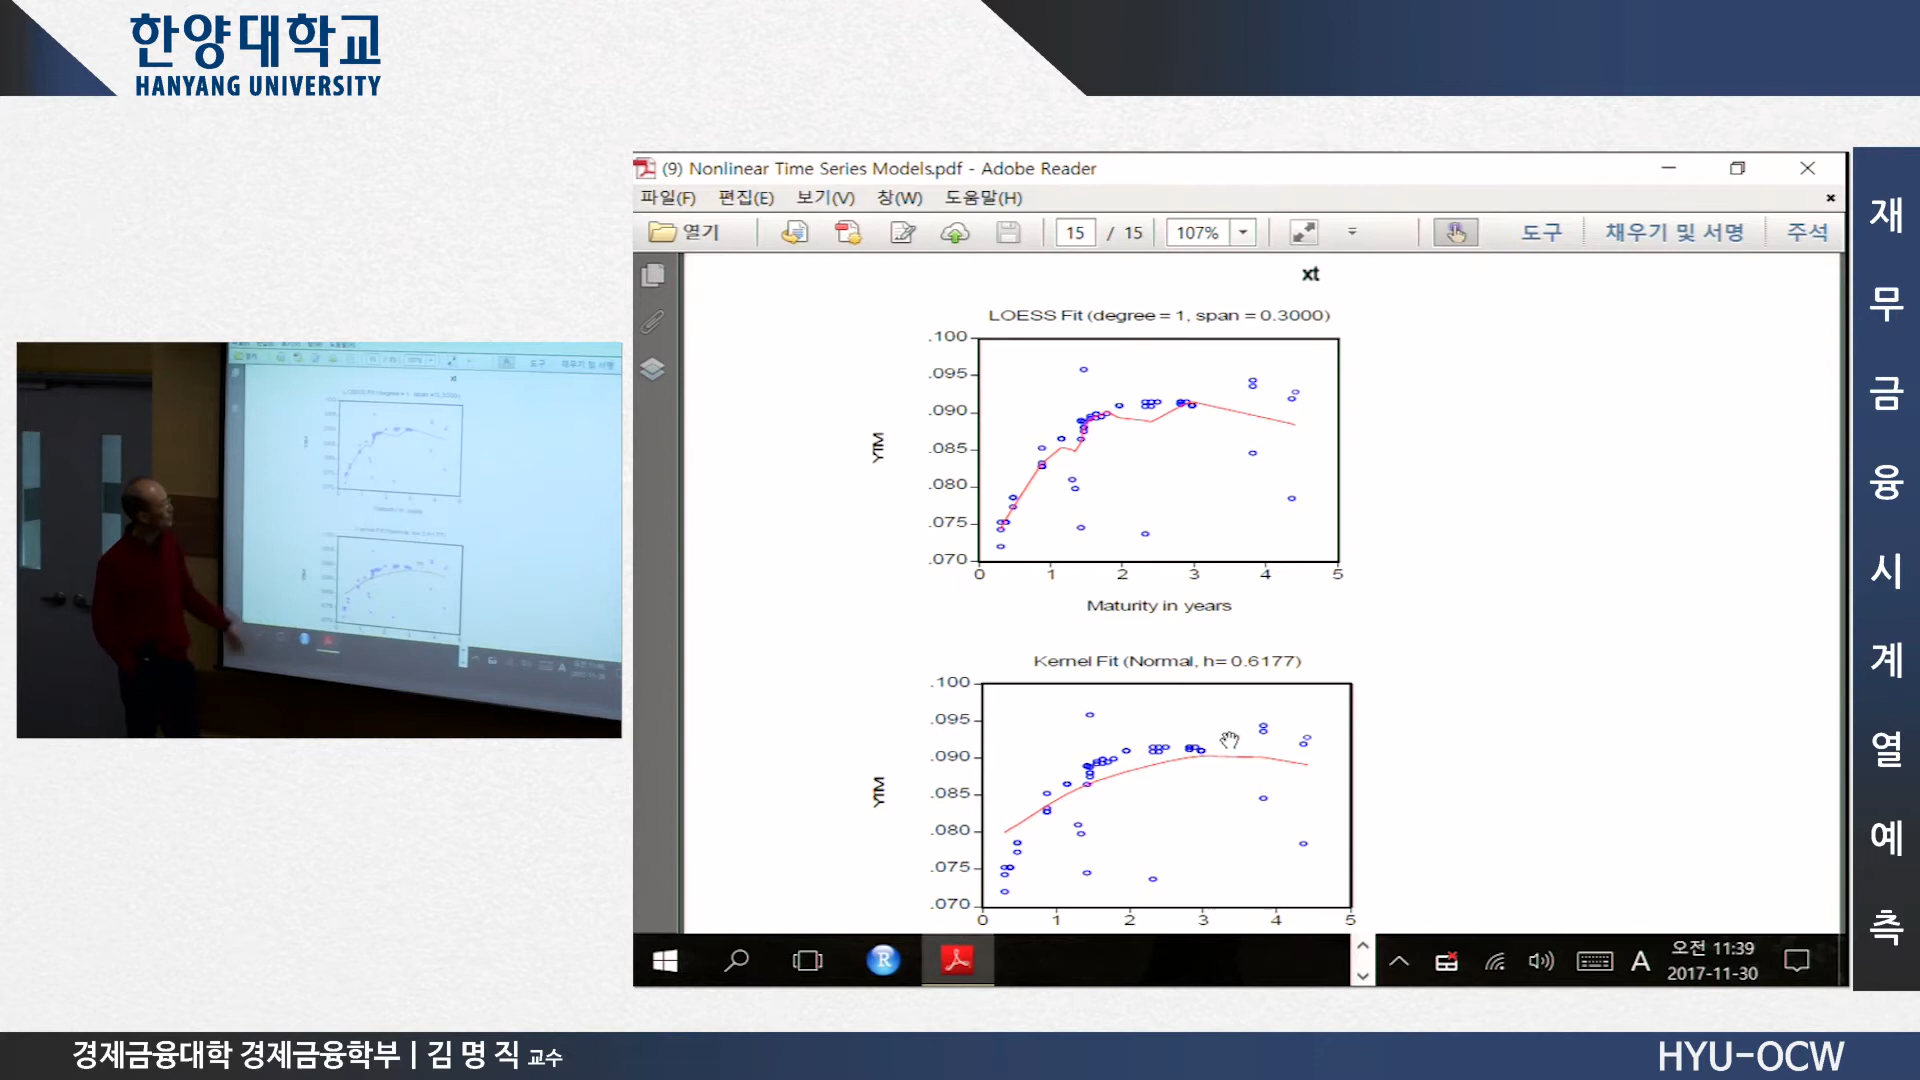 한양대학교
HANYANG UNIVERSITY
(9) Nonlinear Time Series Models.pdf - Adobe Reader
파일(F) 편집(E) 보기(V) 창(W) 도움말(H)
열기 15 / 15 107% 도구 채우기 및 서명 주석
xt
LOESS Fit (degree = 1, span = 0.3000)
.100
.095
.090
.085
.080
.075
.070
YTM
0 1 2 3 4 5
Maturity in years
Kernel Fit (Normal, h= 0.6177)
.100
.095
.090
.085
.080
.075
.070
YTM
0 1 2 3 4 5
A 오전 11:39
2017-11-30
재무금융시계열예측
경제금융대학 경제금융학부 | 김명직 교수
HYU-OCW